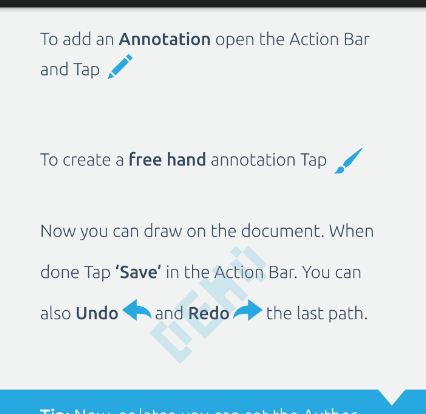 To add an Annotation open the Action Bar
and Tap
To create a free hand annotation Tap
Now you can draw on the document. When
done Tap ‘Save’ in the Action Bar. You can
also Undo and Redo the last path.
DEMO
Tip: Now, or later, you can set the Author